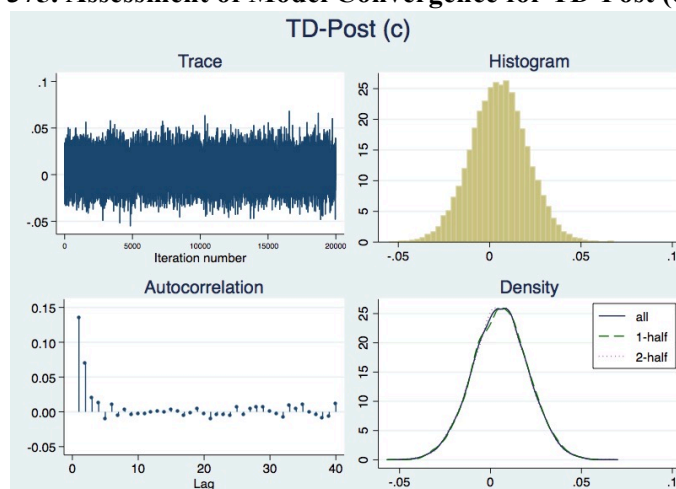 TD-Post (c)
Trace
.1
.05
0
-.05
0 5000 10000 15000 20000
Iteration number
Histogram
25
20
15
10
5
0
-.05 0 .05 .1
Autocorrelation
0.15
0.10
0.05
0.00
-0.05
0 10 20 30 40
Lag
Density
25
20
15
10
5
0
all
1-half
2-half
-.05 0 .05 .1